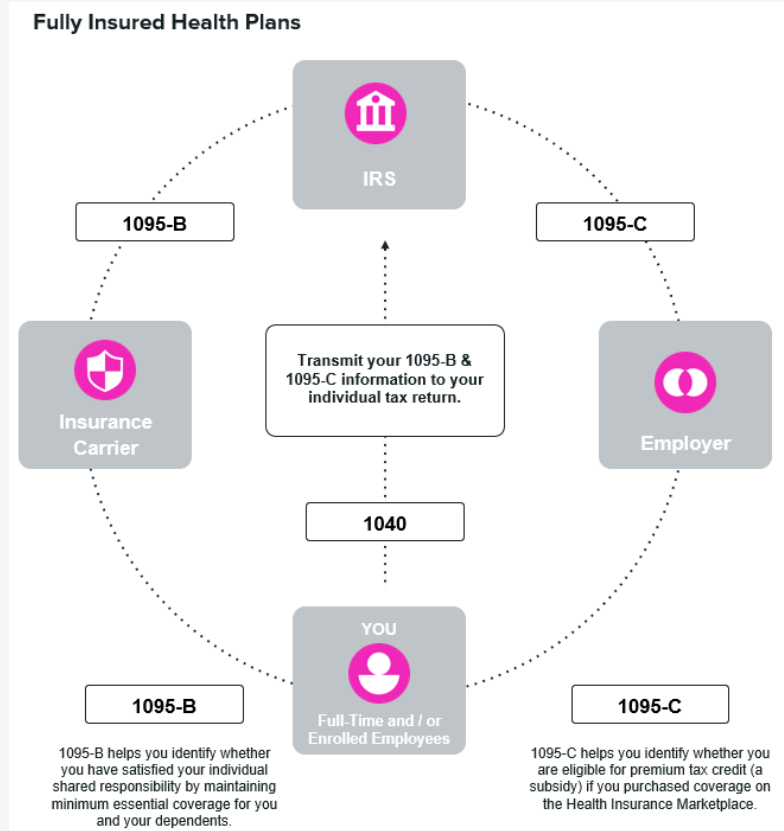 Fully Insured Health Plans
IRS
1095-B
1095-C
Transmit your 1095-B &
1095-C information to your
individual tax return.
Insurance
Carrier
Employer
1040
YOU
Full-Time and / or
Enrolled Employees
1095-B
1095-C
1095-B helps you identify whether
you have satisfied your individual
shared responsibility by maintaining
minimum essential coverage for you
and your dependents.
1095-C helps you identify whether you
are eligible for premium tax credit (a
subsidy) if you purchased coverage on
the Health Insurance Marketplace.